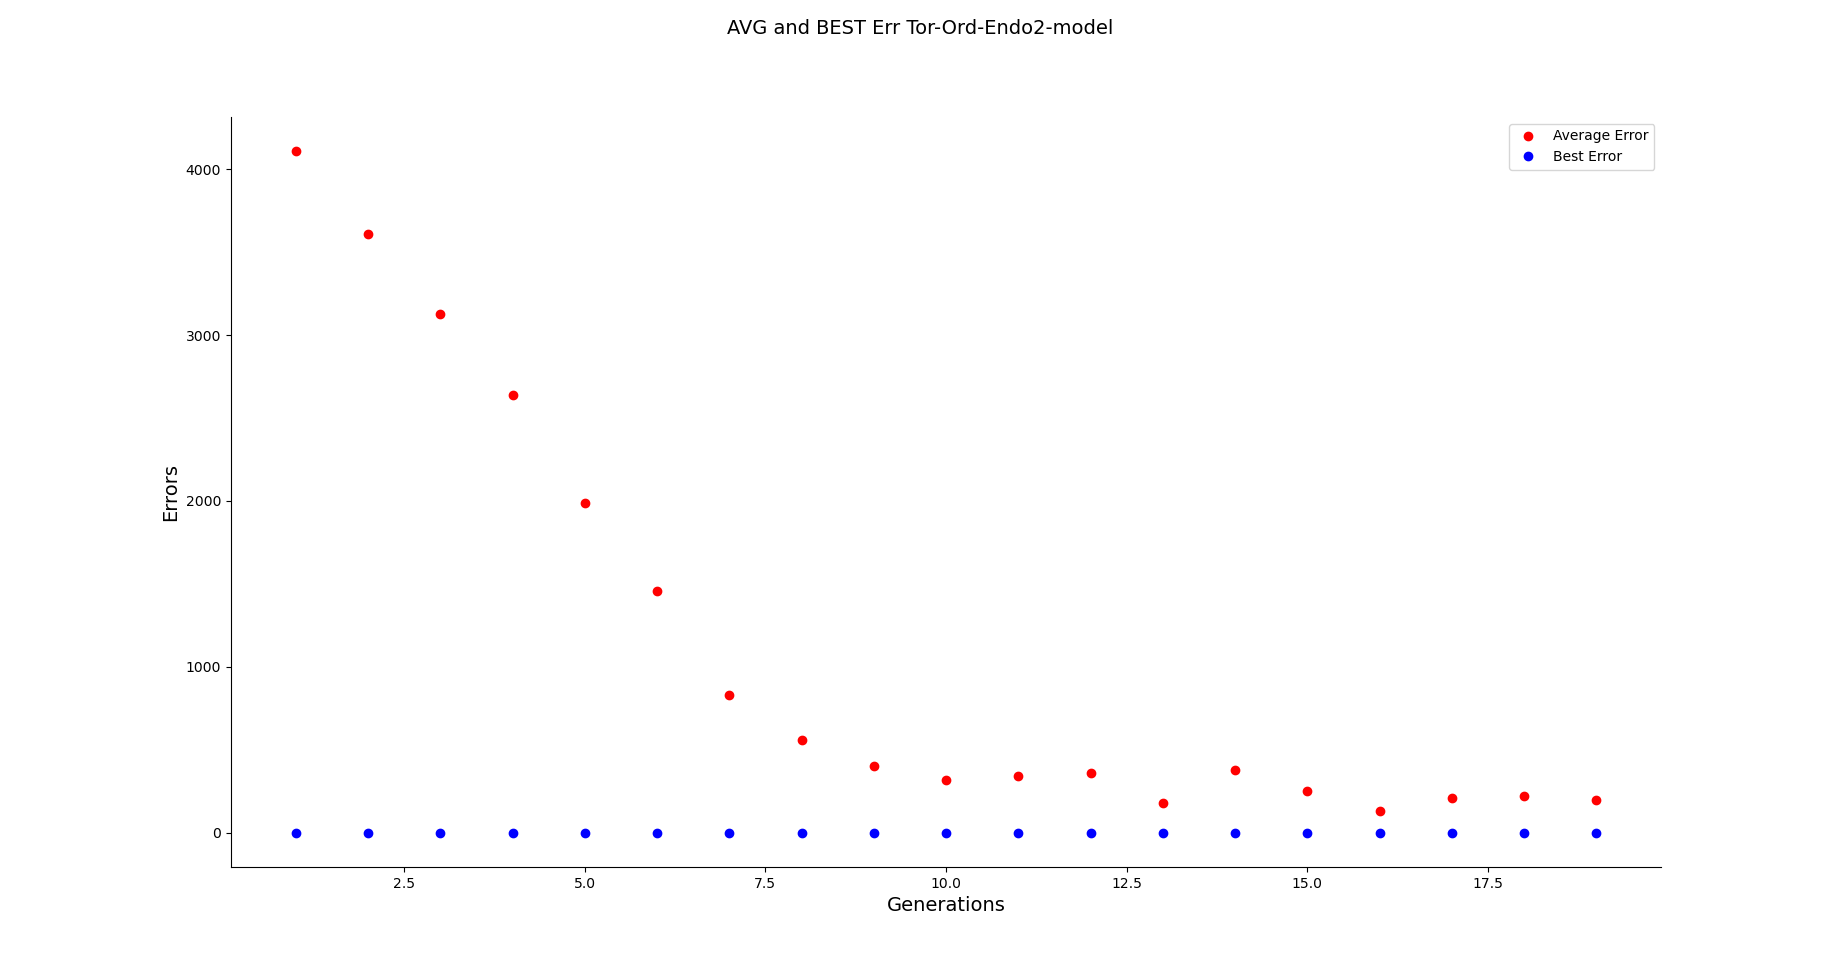 AVG and BEST Err Tor-Ord-Endo2-model
Average Error
Best Error
4000
3000
2000
1000
0
Errors
2.5
5.0
7.5
10.0
12.5
15.0
17.5
Generations